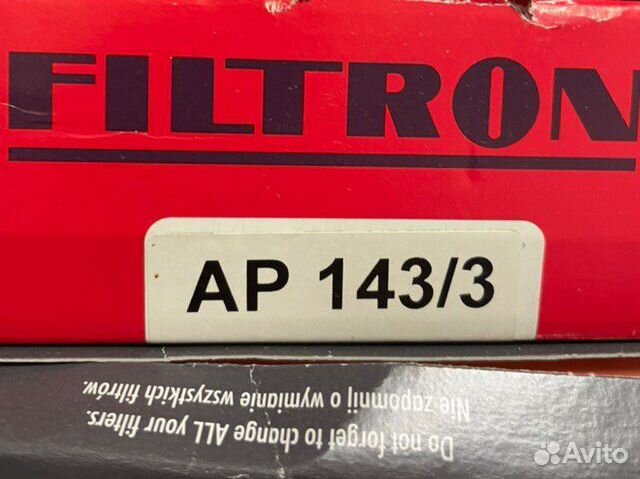 FILTRON
AP 143/3
Do not forget to change ALL your filters.
Nie zapomnij o wymianie wszystkich filtrów.
Avito